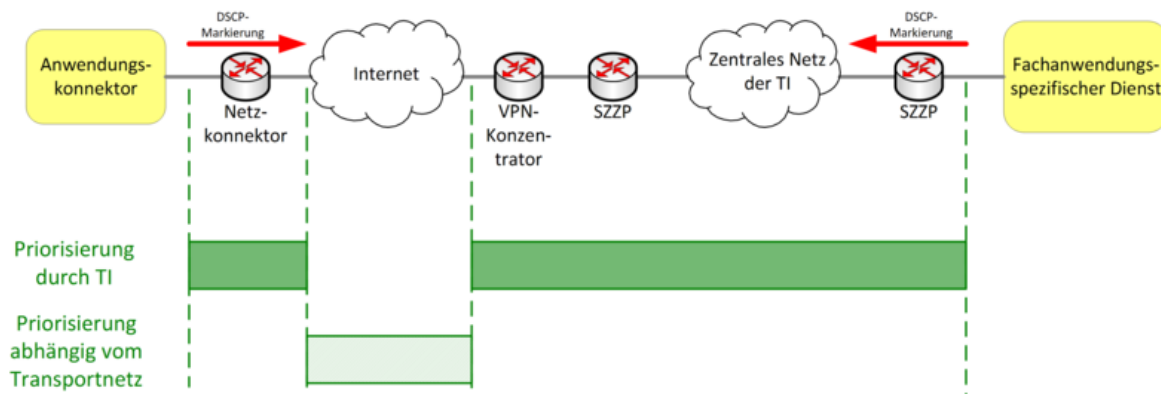 DSCP-
Markierung
DSCP-
Markierung
Anwendungs-
konnektor
Internet
Zentrales Netz
der TI
Fachanwendungs-
spezifischer Dienst
Netz-
konnektor
VPN-
Konzen-
trator
SZZP
SZZP
Priorisierung
durch TI
Priorisierung
abhängig vom
Transportnetz